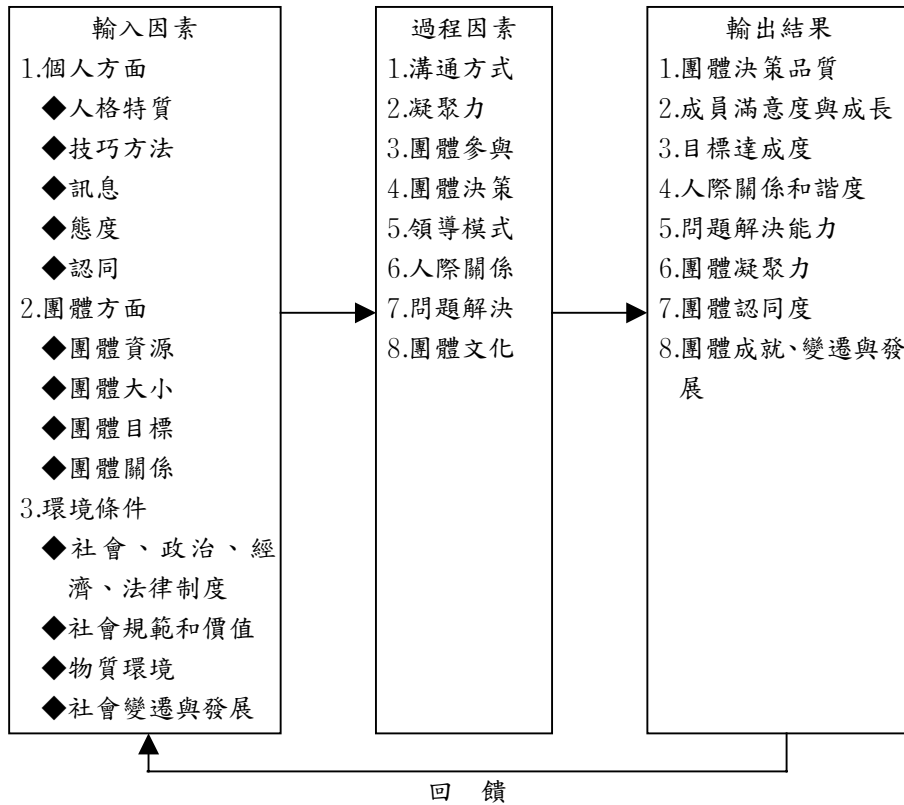 輸入因素
1.個人方面
◆人格特質
◆技巧方法
◆訊息
◆態度
◆認同
2.團體方面
◆團體資源
◆團體大小
◆團體目標
◆團體關係
3.環境條件
◆社會、政治、經
濟、法律制度
◆社會規範和價值
◆物質環境
◆社會變遷與發展
過程因素
1.溝通方式
2.凝聚力
3.團體參與
4.團體決策
5.領導模式
6.人際關係
7.問題解決
8.團體文化
輸出結果
1.團體決策品質
2.成員滿意度與成長
3.目標達成度
4.人際關係和諧度
5.問題解決能力
6.團體凝聚力
7.團體認同度
8.團體成就、變遷與發
展
回 饋